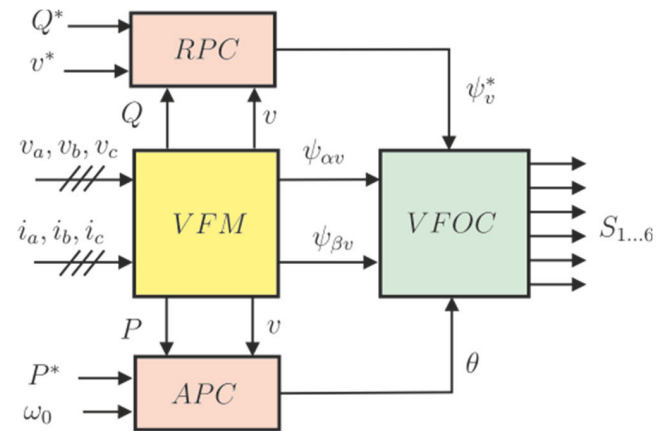 Q*
RPC
v*
ψ*v
Q
v
va, vb, vc
ψαv
VFM
VFOC
S1...6
ia, ib, ic
ψβv
P
v
θ
P*
APC
ω0